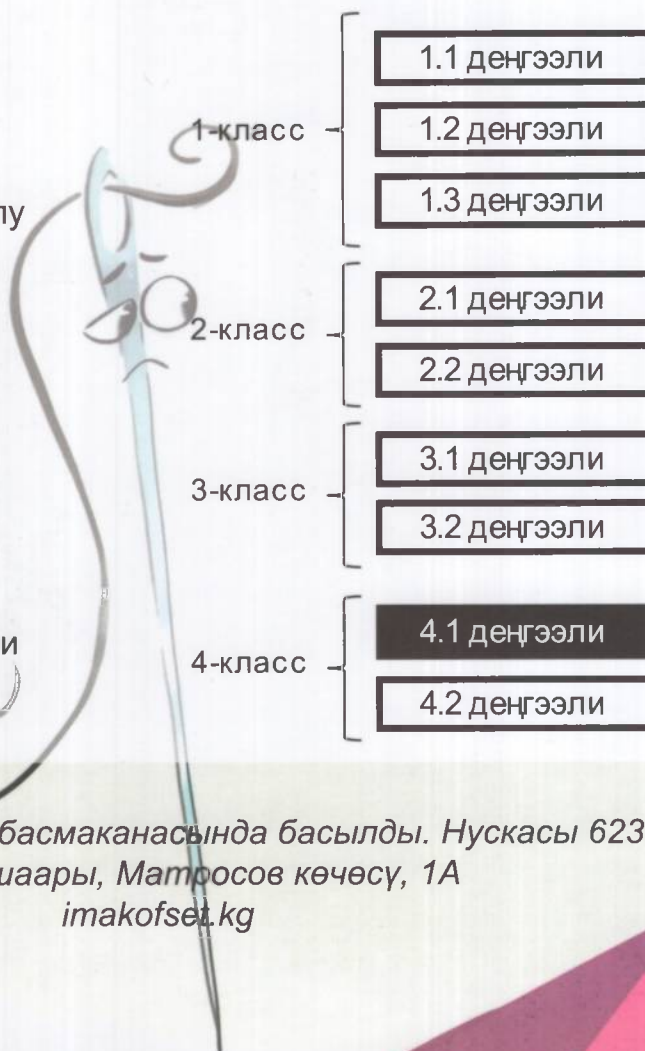 1.1 деңгээли
1-класс
1.2 деңгээли
1.3 деңгээли
2.1 деңгээли
2-класс
2.2 деңгээли
3.1 деңгээли
3-класс
3.2 деңгээли
4.1 деңгээли
4-класс
4.2 деңгээли
басмаканасында басылды. Нускасы 623
Матросов көчөсү, 1А
imakofset.kg